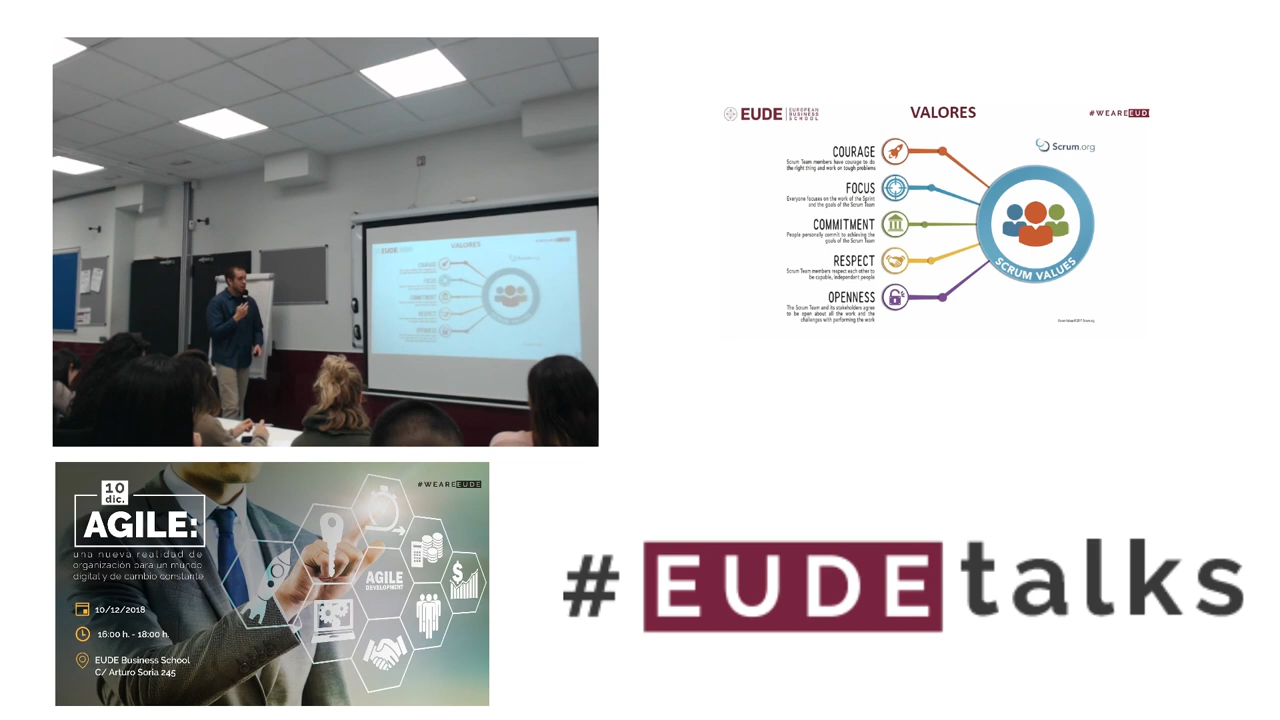 VALORES
EUDE EUROPEAN BUSINESS SCHOOL
VALORES
#WEAREEUD
Scrum.org
COURAGE
Scrum Team members have courage to do
the right thing and work on tough problems
FOCUS
Everyone focuses on the work of the Sprint
and the goals of the Scrum Team
COMMITMENT
People personally commit to achieving the
goals of the Scrum Team
RESPECT
Scrum Team members respect each other to
be capable, independent people
OPENNESS
The Scrum Team and its stakeholders agree
to be open about all the work and the
challenges with performing the work
SCRUM VALUES
10
dic.
AGILE:
una nueva realidad de
organización para un mundo
digital y de cambio constante
10/12/2018
16:00 h. - 18:00 h.
EUDE Business School
C/ Arturo Soria 245
#WEAREEUDE
AGILE
DEVELOPMENT
$
#EUDEtalks